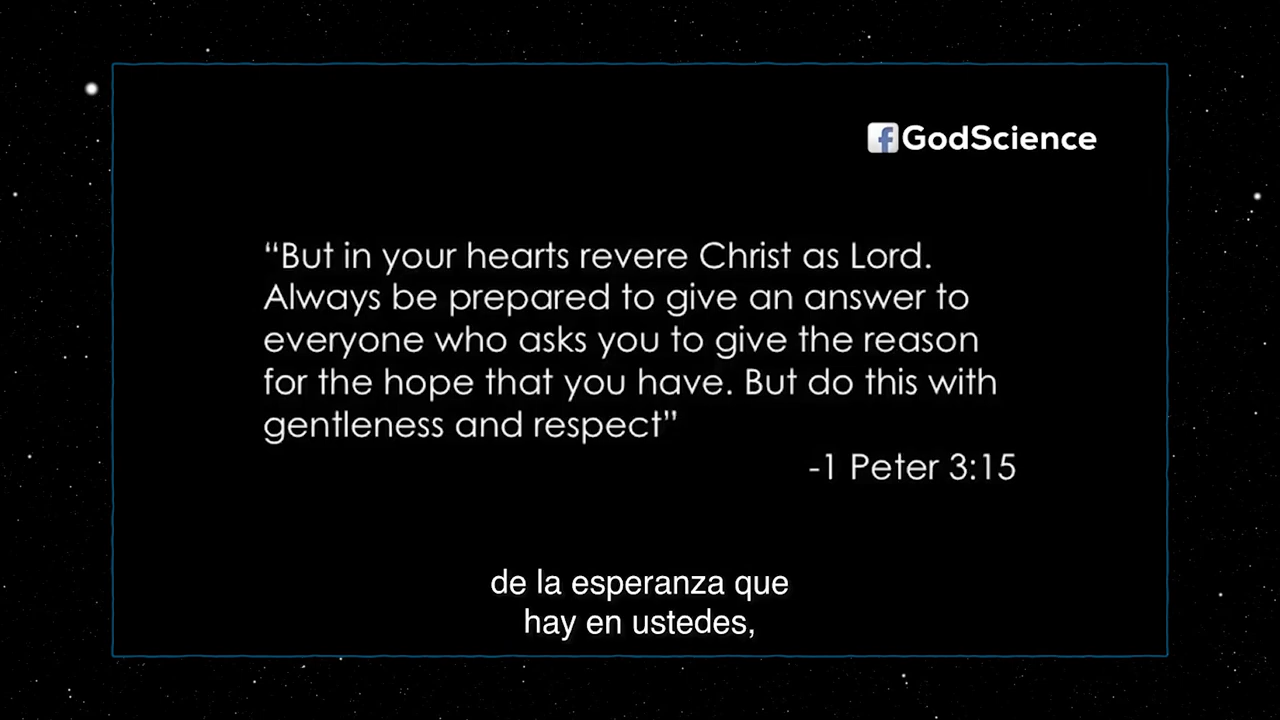 GodScience
“But in your hearts revere Christ as Lord.
Always be prepared to give an answer to
everyone who asks you to give the reason
for the hope that you have. But do this with
gentleness and respect”
-1 Peter 3:15
de la esperanza que
hay en ustedes,